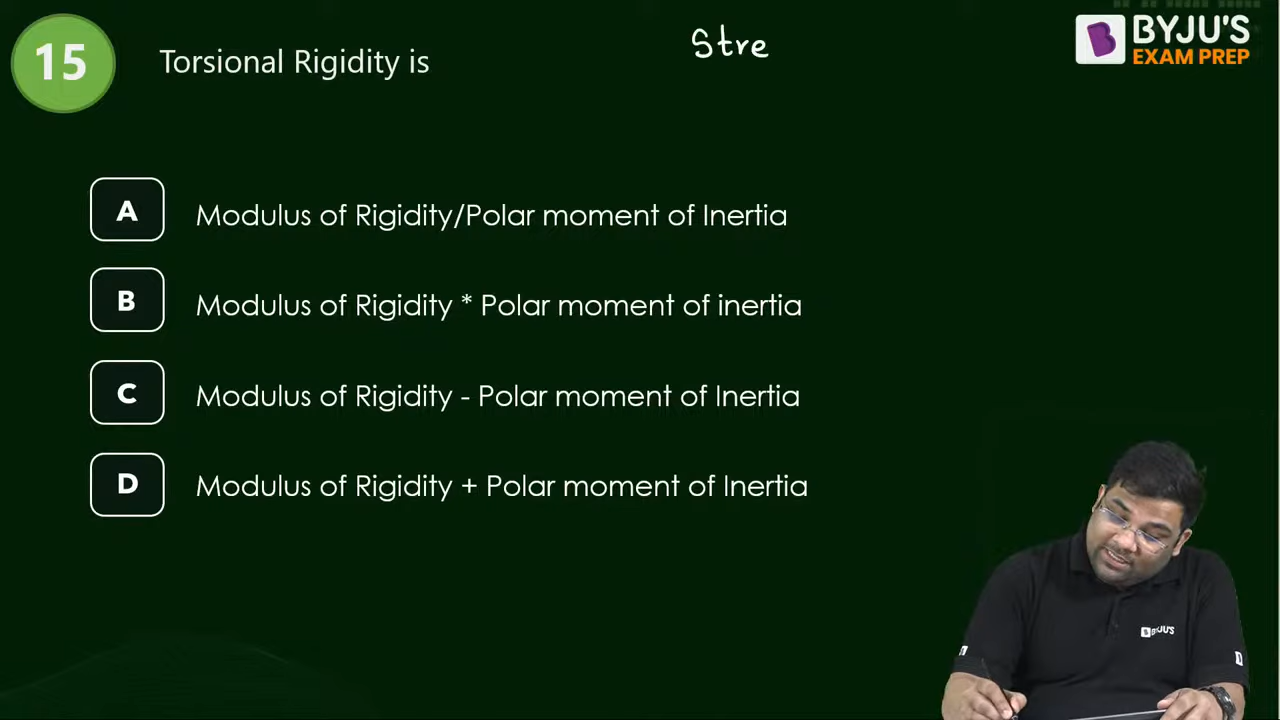 15
Torsional Rigidity is
Stre
BYJU'S
EXAM PREP
A
Modulus of Rigidity/Polar moment of Inertia
B
Modulus of Rigidity * Polar moment of inertia
C
Modulus of Rigidity - Polar moment of Inertia
D
Modulus of Rigidity + Polar moment of Inertia
BYJU'S